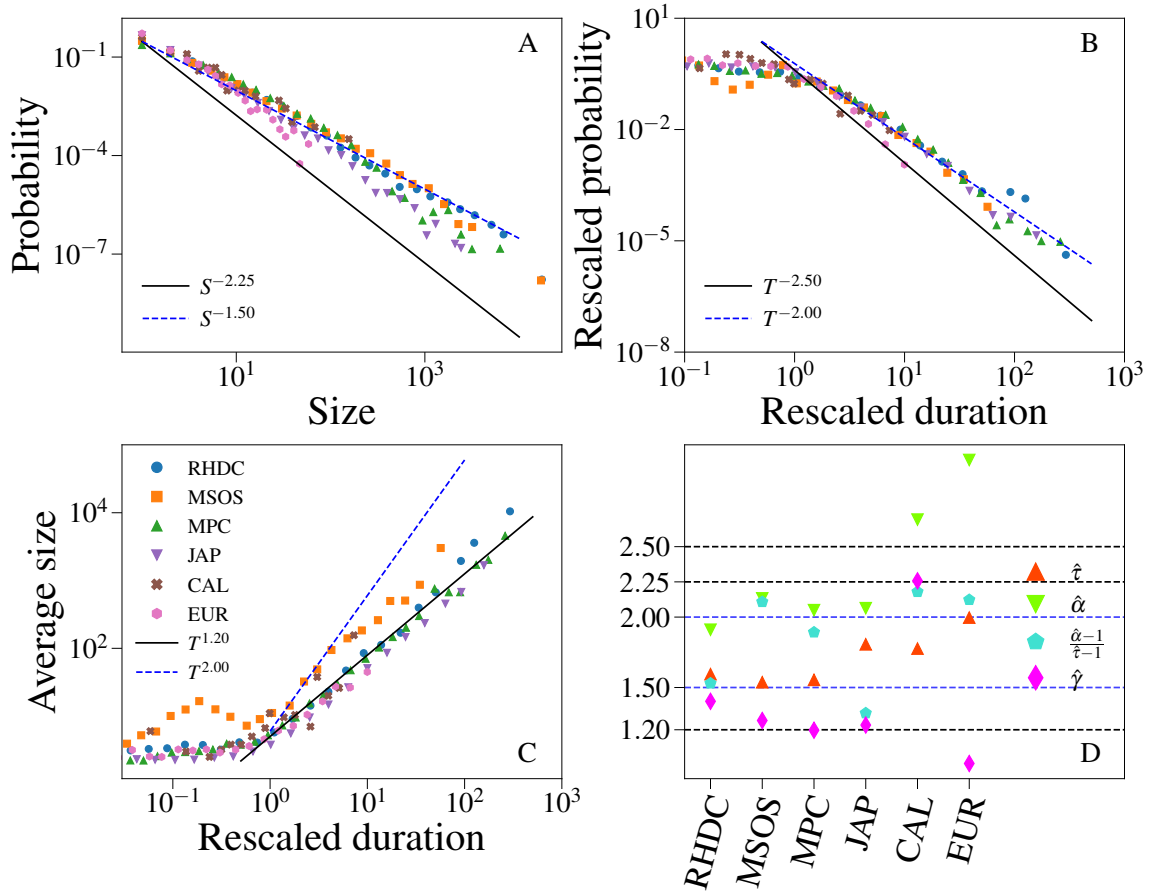 A
Probability
10^{-1}
10^{-4}
10^{-7}
S^{-2.25}
S^{-1.50}
10^{1}
10^{3}
Size
B
Rescaled probability
10^{-2}
10^{-5}
10^{-8}
T^{-2.50}
T^{-2.00}
10^{-1}
10^{0}
10^{1}
10^{2}
10^{3}
Rescaled duration
C
Average size
10^{4}
10^{2}
RHDC
MSOS
MPC
JAP
CAL
EUR
T^{1.20}
T^{2.00}
10^{-1}
10^{0}
10^{1}
10^{2}
10^{3}
Rescaled duration
D
2.50
2.25
2.00
1.50
1.20
τ̂
α̂
α̂−1
τ̂−1
γ̂
RHDC
MSOS
MPC
JAP
CAL
EUR